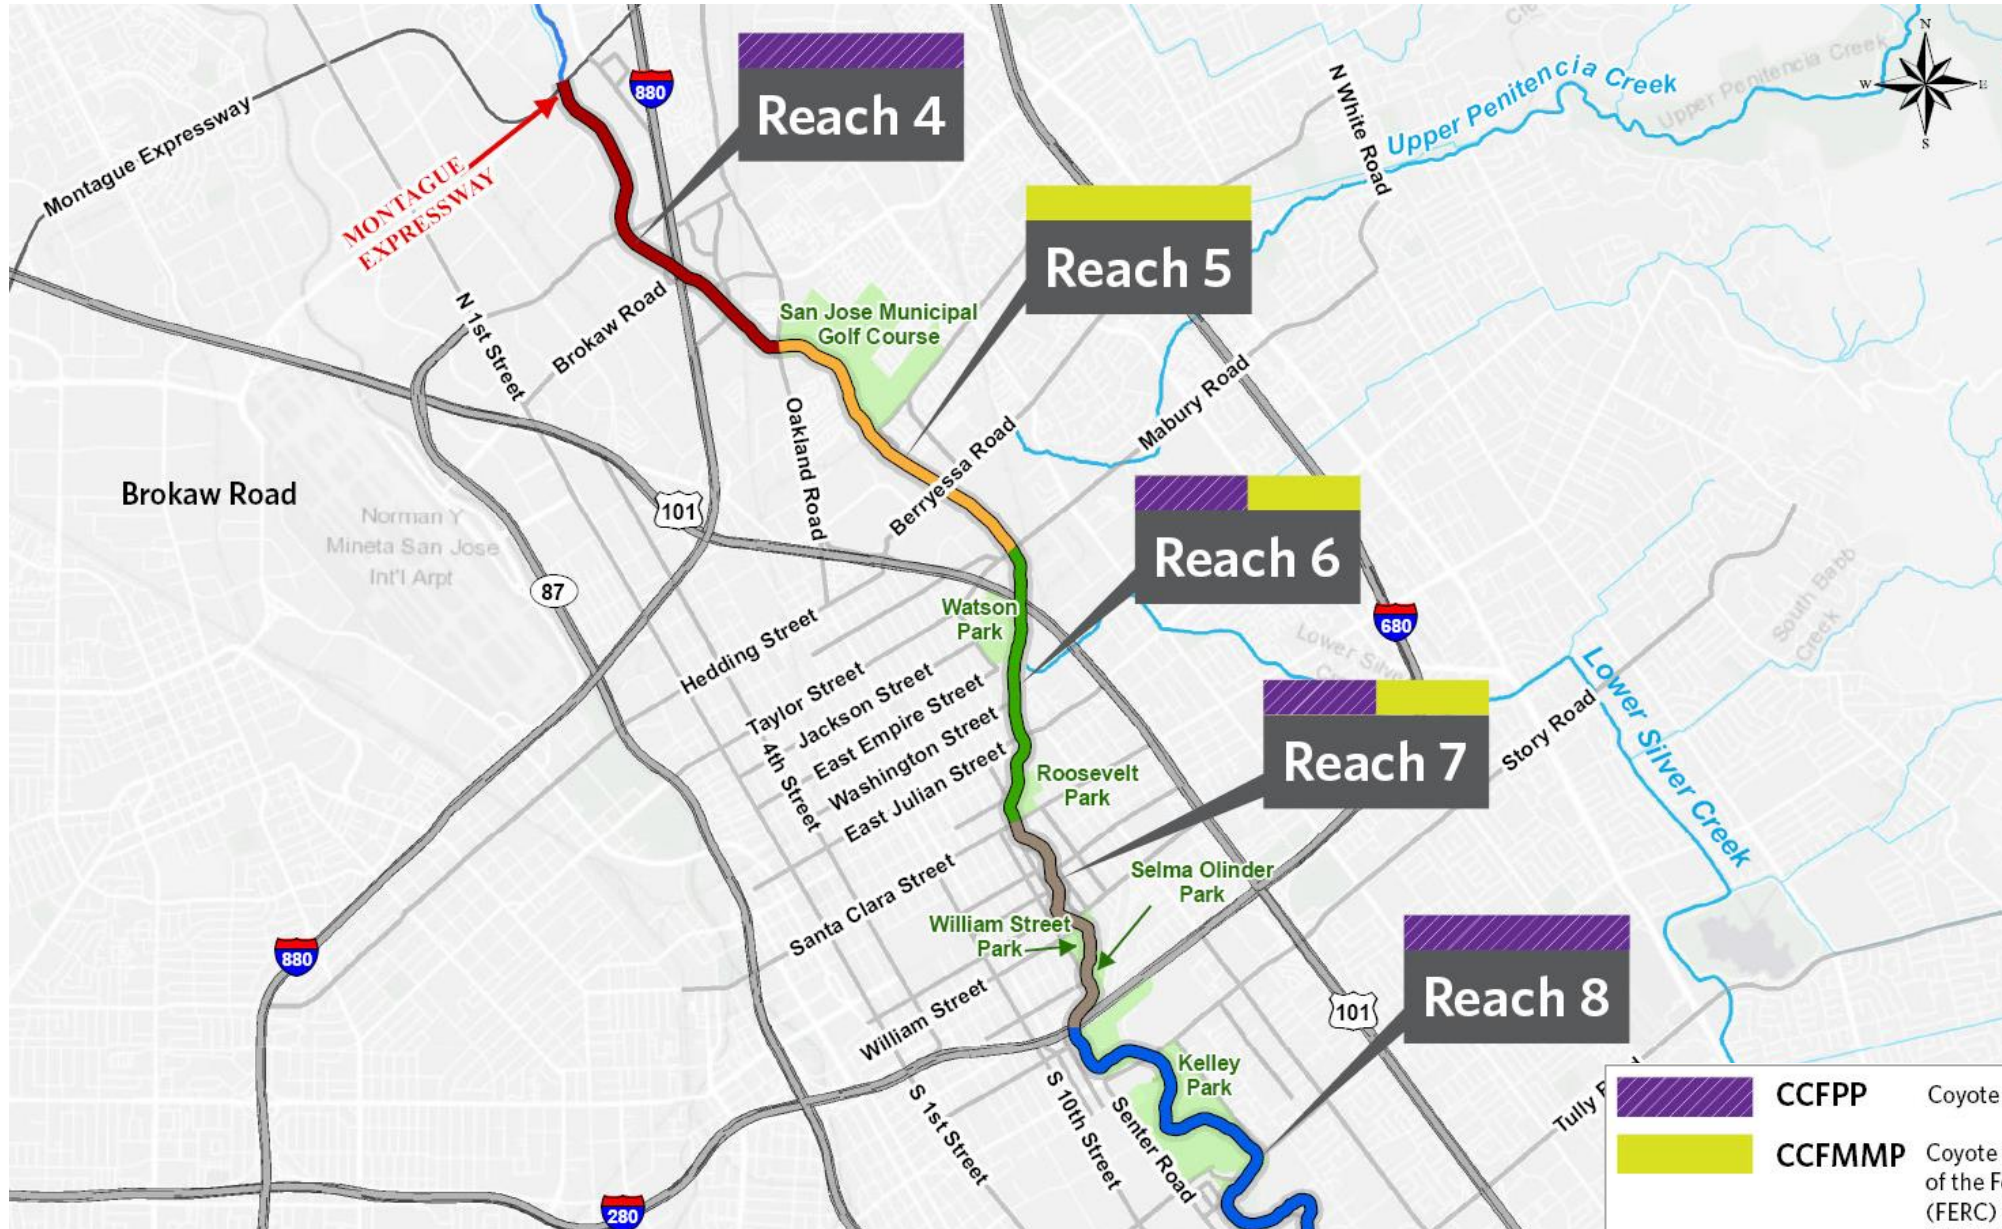 N
W
E
S
880
Reach 4
N White Road
Upper Penitencia Creek
Upper Penitencia Creek
Montague Expressway
MONTAGUE
EXPRESSWAY
Reach 5
N 1st Street
Brokaw Road
San Jose Municipal
Golf Course
Oakland Road
Berryessa Road
Mabury Road
Brokaw Road
Norman Y
Mineta San Jose
Int'l Arpt
101
87
Reach 6
Watson
Park
680
South Babb
Creek
Lower Silve
Hedding Street
Taylor Street
Jackson Street
East Empire Street
Washington Street
East Julian Street
4th Street
Reach 7
Story Road
Lower Silver Creek
Roosevelt
Park
Santa Clara Street
Selma Olinder
Park
William Street
Park
880
William Street
Reach 8
101
Kelley
Park
S 1st Street
S 10th Street
Senter Road
Tully
280
CCFPP Coyote
CCFMMP Coyote
of the
(FERC)